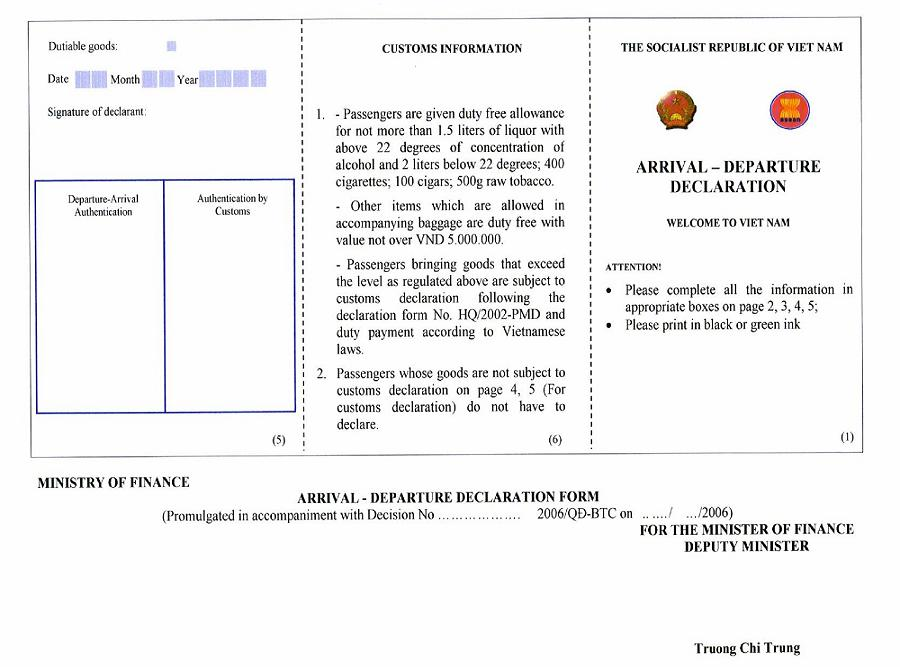 Dutiable goods:
Date Month Year
Signature of declarant:
Departure-Arrival
Authentication
Authentication by
Customs
(5)
CUSTOMS INFORMATION
1. - Passengers are given duty free allowance
for not more than 1.5 liters of liquor with
above 22 degrees of concentration of
alcohol and 2 liters below 22 degrees; 400
cigarettes; 100 cigars; 500g raw tobacco.
- Other items which are allowed in
accompanying baggage are duty free with
value not over VND 5.000.000.
- Passengers bringing goods that exceed
the level as regulated above are subject to
customs declaration following the
declaration form No. HQ/2002-PMD and
duty payment according to Vietnamese
laws.
2. Passengers whose goods are not subject to
customs declaration on page 4, 5 (For
customs declaration) do not have to
declare.
(6)
THE SOCIALIST REPUBLIC OF VIET NAM
ARRIVAL – DEPARTURE
DECLARATION
WELCOME TO VIET NAM
ATTENTION!
• Please complete all the information in
appropriate boxes on page 2, 3, 4, 5;
• Please print in black or green ink
(1)
MINISTRY OF FINANCE
ARRIVAL - DEPARTURE DECLARATION FORM
(Promulgated in accompaniment with Decision No .................. 2006/QĐ-BTC on .. ..../ .../2006)
FOR THE MINISTER OF FINANCE
DEPUTY MINISTER
Truong Chi Trung